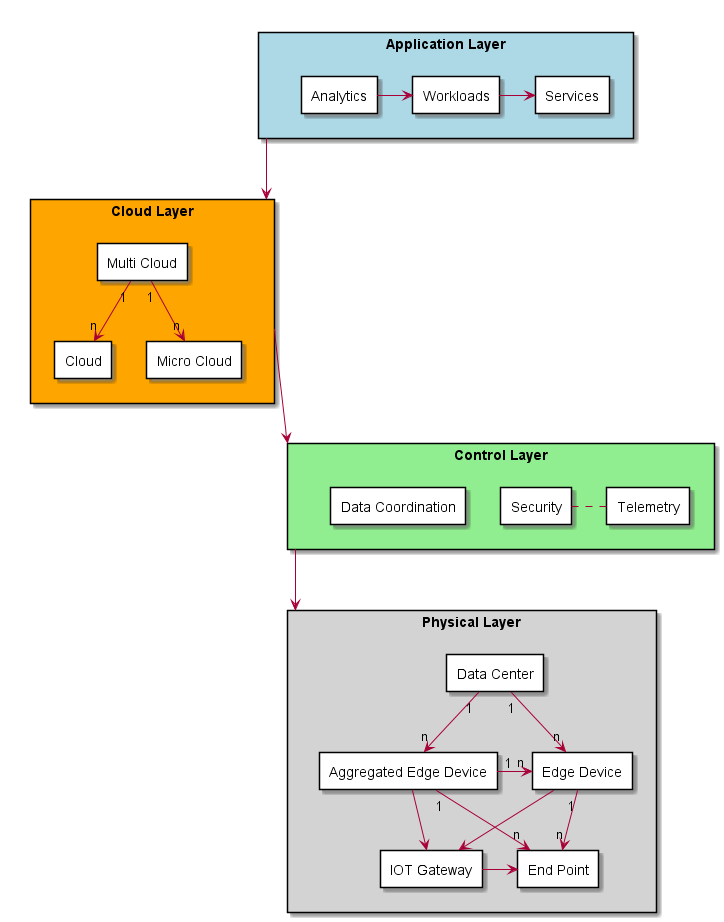 Application Layer
Analytics
Workloads
Services
Cloud Layer
Multi Cloud
1
1
n
n
Cloud
Micro Cloud
Control Layer
Data Coordination
Security
Telemetry
Physical Layer
Data Center
1
1
n
n
Aggregated Edge Device
1
n
Edge Device
1
1
n
n
IOT Gateway
End Point